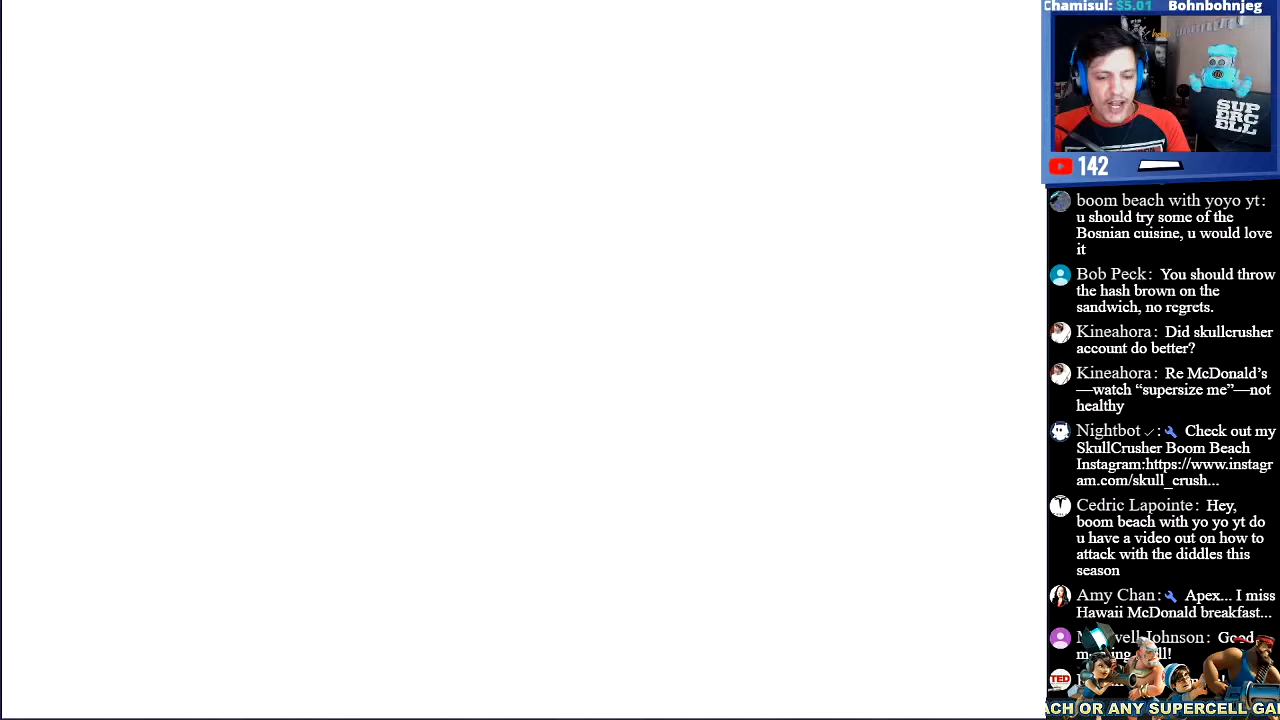 Chamisul: $5.01 Bohnbohnjeg
SUP
ERC
ELL
142
boom beach with yoyo yt:
u should try some of the
Bosnian cuisine, u would love
it
Bob Peck: You should throw
the hash brown on the
sandwich, no regrets.
Kineahora: Did skullcrusher
account do better?
Kineahora: Re McDonald's
—watch “supersize me”—not
healthy
Nightbot ✓: Check out my
SkullCrusher Boom Beach
Instagram:https://www.instagr
am.com/skull_crush...
Cedric Lapointe: Hey,
boom beach with yo yo yt do
u have a video out on how to
attack with the diddles this
season
Amy Chan: Apex... I miss
Hawaii McDonald breakfast...
Johnson: Good
TED
ACH OR ANY SUPERCELL GA